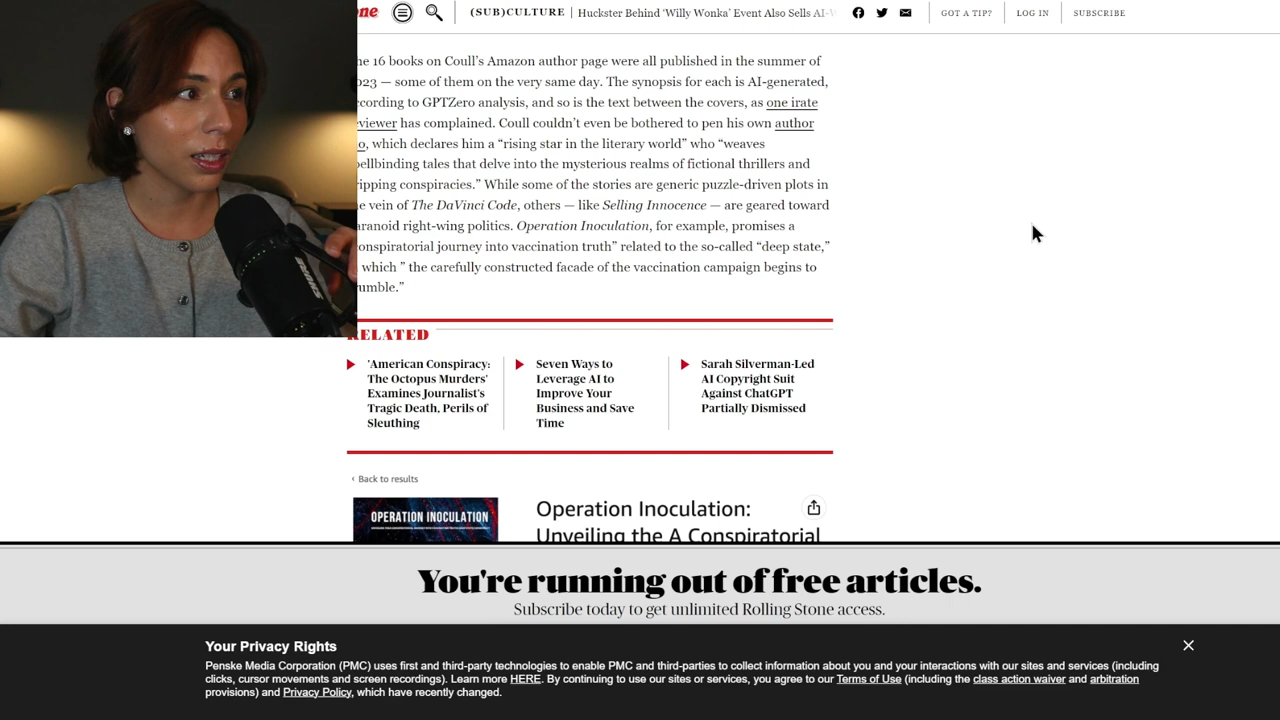 (SUB)CULTURE | Huckster Behind 'Willy Wonka' Event Also Sells AI-
GOT A TIP?
LOG IN
SUBSCRIBE
16 books on Coull's Amazon author page were all published in the summer of
— some of them on the very same day. The synopsis for each is AI-generated,
according to GPTZero analysis, and so is the text between the covers, as one irate
reviewer has complained. Coull couldn't even be bothered to pen his own author
which declares him a "rising star in the literary world" who "weaves
spellbinding tales that delve into the mysterious realms of fictional thrillers and
gripping conspiracies." While some of the stories are generic puzzle-driven plots in
vein of The DaVinci Code, others — like Selling Innocence — are geared toward
paranoid right-wing politics. Operation Inoculation, for example, promises a
conspiratorial journey into vaccination truth" related to the so-called "deep state,"
which " the carefully constructed facade of the vaccination campaign begins to
crumble."
RELATED
'American Conspiracy:
The Octopus Murders'
Examines Journalist's
Tragic Death, Perils of
Sleuthing
Seven Ways to
Leverage AI to
Improve Your
Business and Save
Time
Sarah Silverman-Led
AI Copyright Suit
Against ChatGPT
Partially Dismissed
‹ Back to results
OPERATION INOCULATION
Operation Inoculation:
Unveiling the A Conspiratorial
SHURE
You're running out of free articles.
Subscribe today to get unlimited Rolling Stone access.
Your Privacy Rights
Penske Media Corporation (PMC) uses first and third-party technologies to enable PMC and third-parties to collect information about you and your interactions with our sites and services (including
clicks, cursor movements and screen recordings). Learn more HERE. By continuing to use our sites or services, you agree to our Terms of Use (including the class action waiver and arbitration
provisions) and Privacy Policy, which have recently changed.